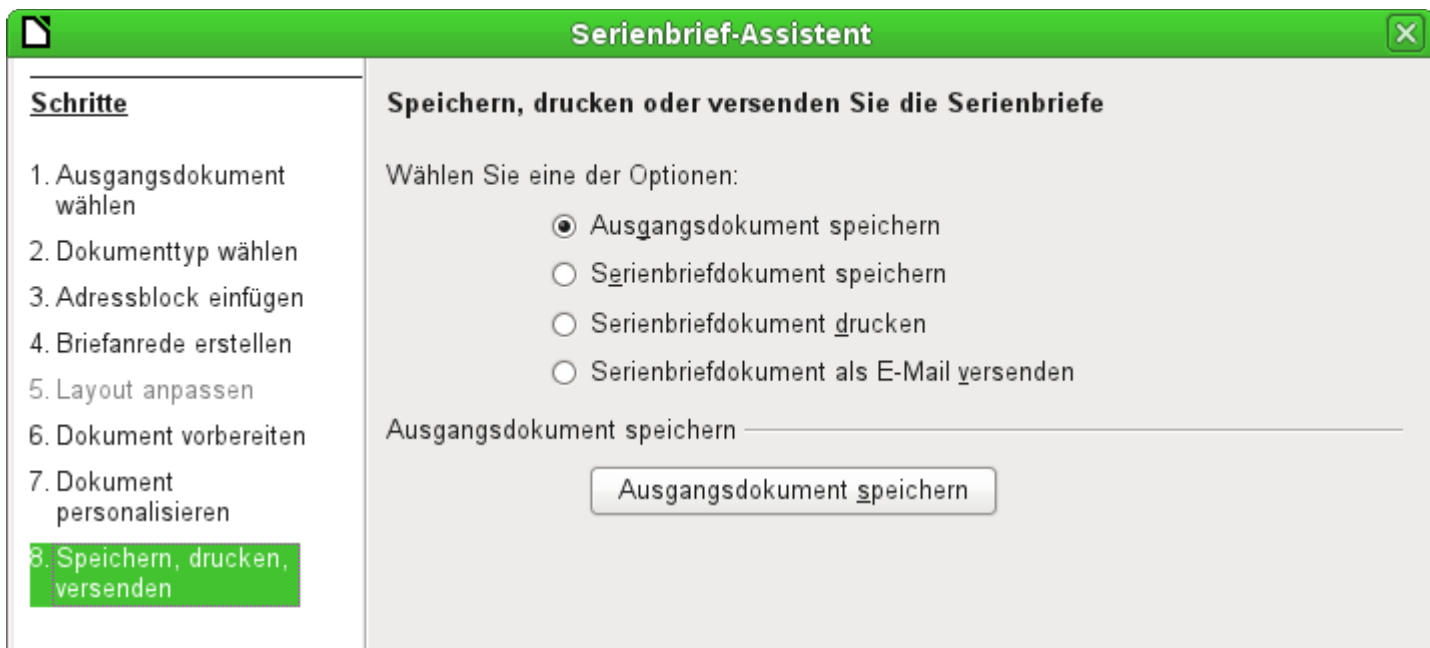 Serienbrief-Assistent
Schritte
1. Ausgangsdokument
wählen
2. Dokumenttyp wählen
3. Adressblock einfügen
4. Briefanrede erstellen
5. Layout anpassen
6. Dokument vorbereiten
7. Dokument
personalisieren
8. Speichern, drucken,
versenden
Speichern, drucken oder versenden Sie die Serienbriefe
Wählen Sie eine der Optionen:
Ausgangsdokument speichern
Serienbriefdokument speichern
Serienbriefdokument drucken
Serienbriefdokument als E-Mail versenden
Ausgangsdokument speichern
Ausgangsdokument speichern